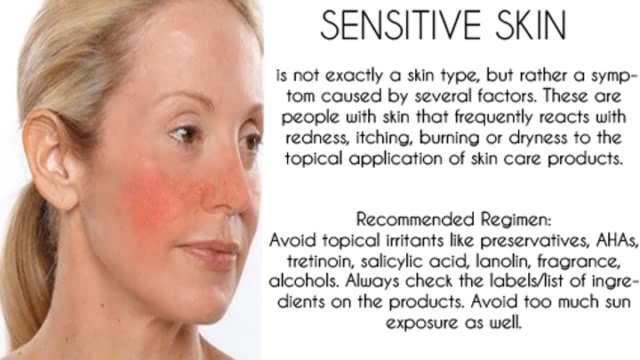 SENSITIVE SKIN
is not exactly a skin type, but rather a symp-
tom caused by several factors. These are
people with skin that frequently reacts with
redness, itching, burning or dryness to the
topical application of skin care products.
Recommended Regimen:
Avoid topical irritants like preservatives, AHAs,
tretinoin, salicylic acid, lanolin, fragrance,
alcohols. Always check the labels/list of ingre-
dients on the products. Avoid too much sun
exposure as well.